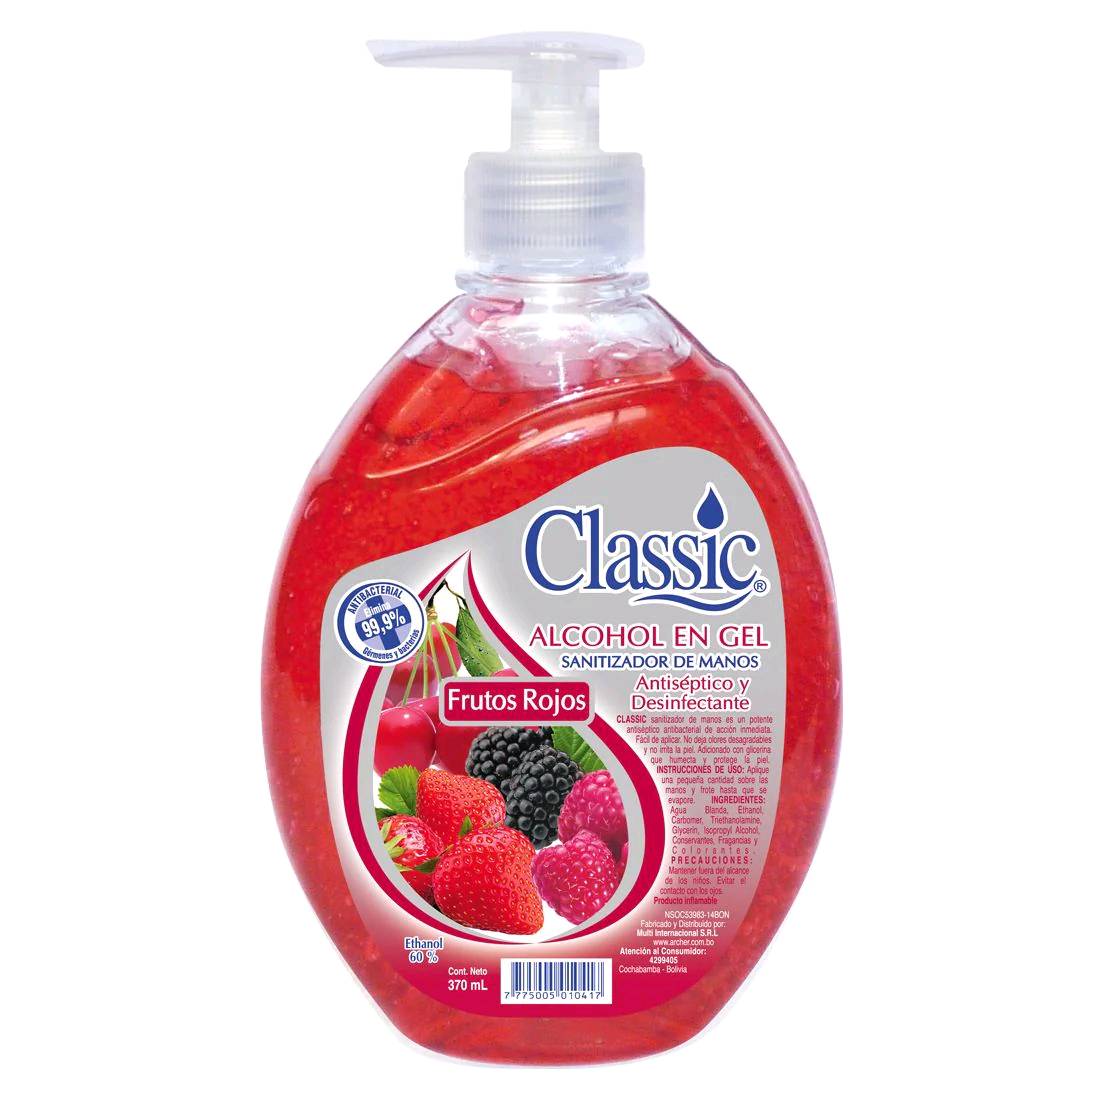 Classic®
ALCOHOL EN GEL
SANITIZADOR DE MANOS
Antiséptico y
Desinfectante
ANTIBACTERIAL
Elimina
99,9%
Gérmenes y bacterias
Frutos Rojos
CLASSIC sanitizador de manos es un potente
antiséptico antibacterial de acción inmediata.
Fácil de aplicar. No deja olores desagradables
y no irrita la piel. Adicionado con glicerina
que humecta y protege la piel.
INSTRUCCIONES DE USO: Aplique
una pequeña cantidad sobre las
manos y frote hasta que se
evapore. INGREDIENTES:
Agua Blanda, Ethanol,
Carbomer, Triethanolamine,
Glycerin, Isopropyl Alcohol,
Conservantes, Fragancias y
Colorantes.
PRECAUCIONES:
Mantener fuera del alcance
de los niños. Evitar el
contacto con los ojos.
Producto inflamable
NSOC53983-14BON
Fabricado y Distribuido por:
Multi Internacional S.R.L
www.archer.com.bo
Atención al Consumidor:
4299405
Cochabamba - Bolivia
Ethanol
60 %
Cont. Neto
370 mL
7 775005 010417